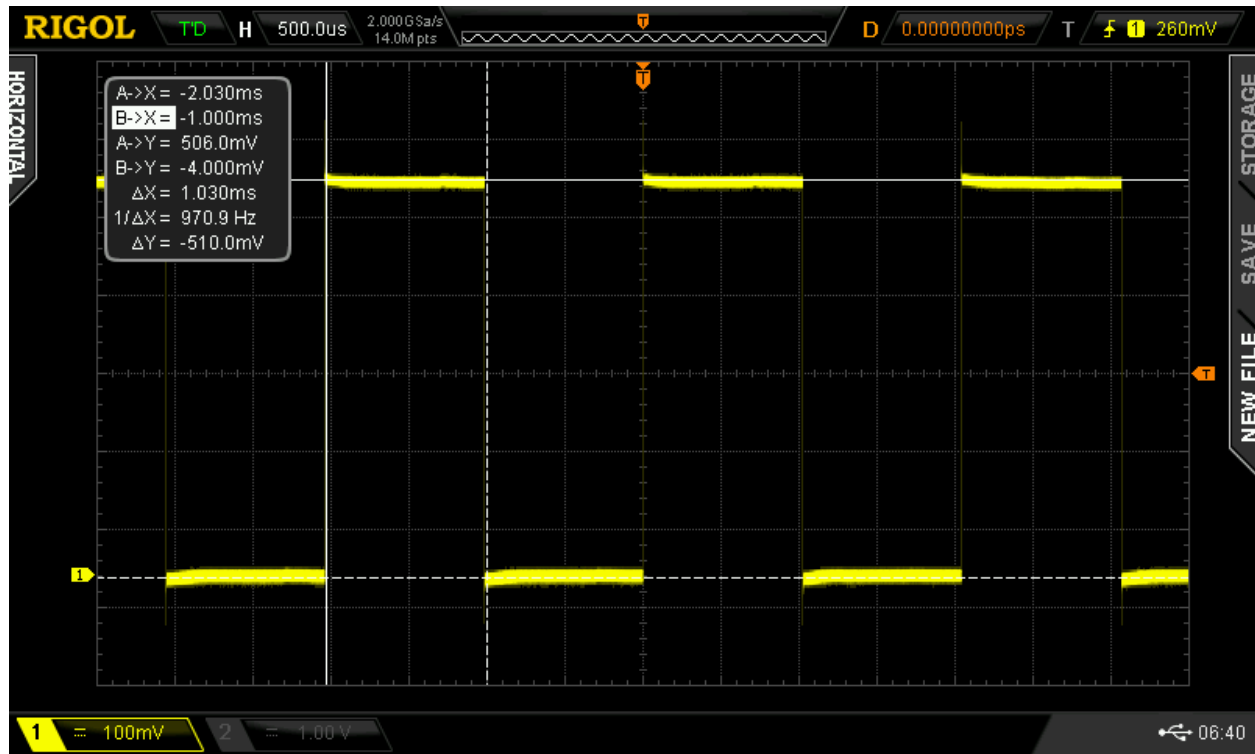 RIGOL T'D H 500.0us 2.000GSa/s 14.0M pts D 0.00000000ps T 1 260mV
T
HORIZONTAL
A->X = -2.030ms
B->X = -1.000ms
A->Y = 506.0mV
B->Y = -4.000mV
ΔX = 1.030ms
1/ΔX = 970.9 Hz
ΔY = -510.0mV
T
T
1
STORAGE
SAVE
NEW FILE
1 = 100mV 2 = 1.00 V 06:40